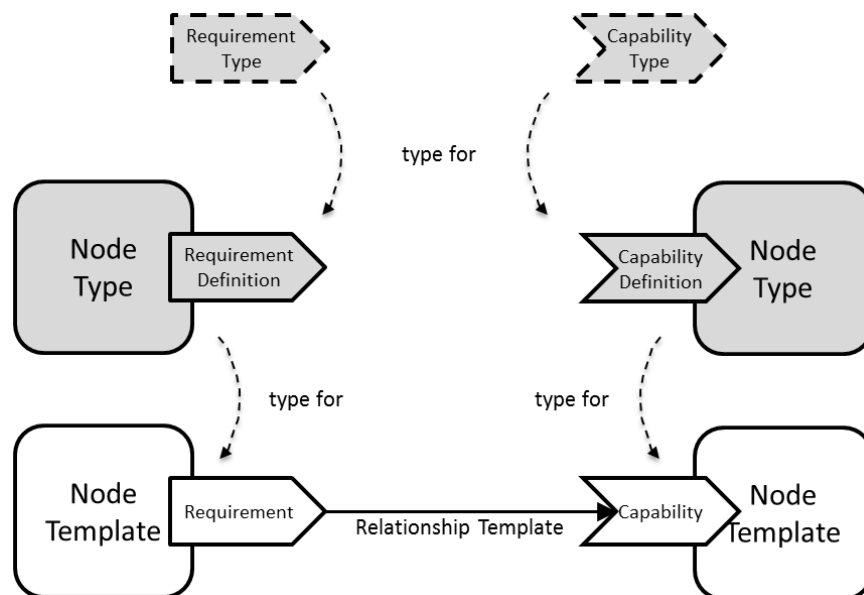 Requirement
Type
Capability
Type
type for
Node
Type
Requirement
Definition
Capability
Definition
Node
Type
type for
type for
Node
Template
Requirement
Relationship Template
Capability
Node
Template